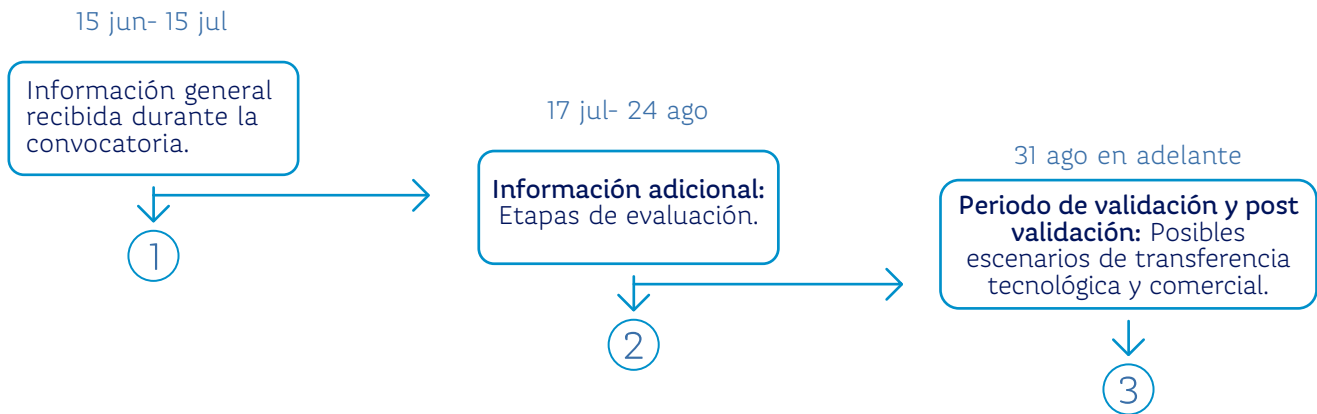 15 jun- 15 jul
Información general
recibida durante la
convocatoria.
1
17 jul- 24 ago
Información adicional:
Etapas de evaluación.
2
31 ago en adelante
Periodo de validación y post
validación: Posibles
escenarios de transferencia
tecnológica y comercial.
3